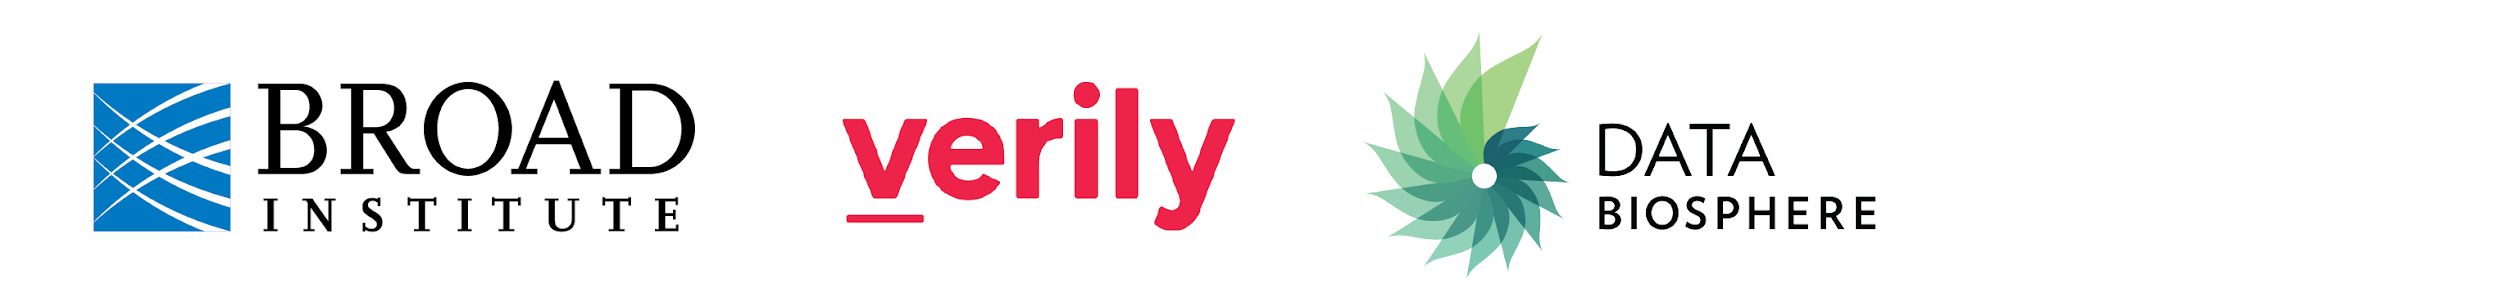 BROAD
INSTITUTE
verily
DATA
BIOSPHERE